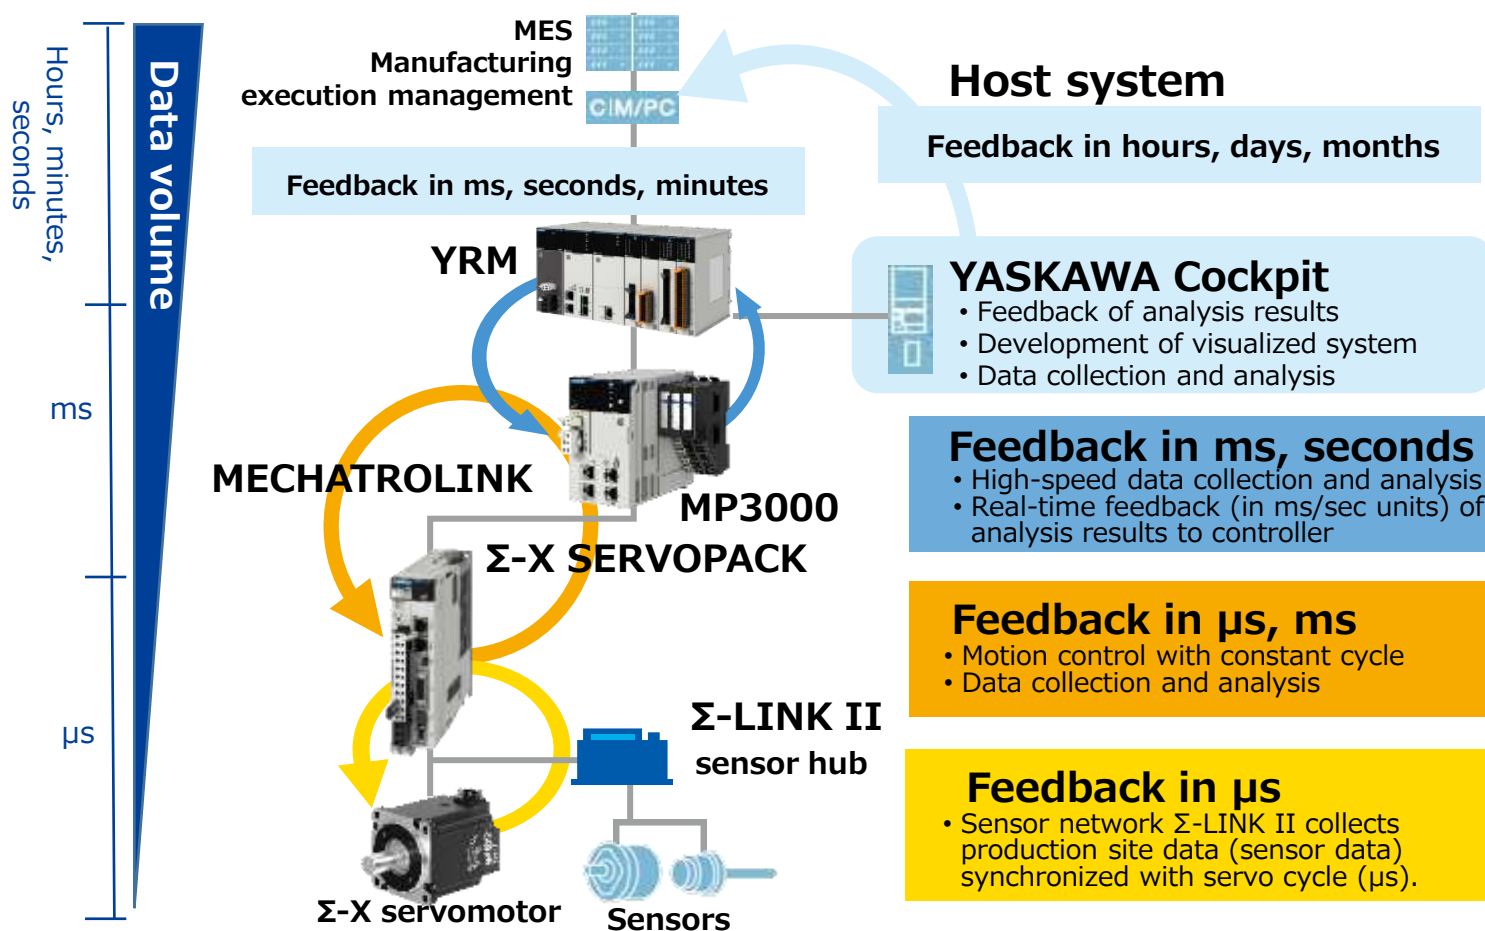 MES
Manufacturing
execution management
CIM/PC
Host system
Feedback in hours, days, months
Feedback in ms, seconds, minutes
Hours, minutes,
seconds
Data volume
ms
µs
YRM
YASKAWA Cockpit
• Feedback of analysis results
• Development of visualized system
• Data collection and analysis
MECHATROLINK
MP3000
Feedback in ms, seconds
• High-speed data collection and analysis
• Real-time feedback (in ms/sec units) of
analysis results to controller
Σ-X SERVOPACK
Feedback in µs, ms
• Motion control with constant cycle
• Data collection and analysis
Σ-LINK II
sensor hub
Feedback in µs
• Sensor network Σ-LINK II collects
production site data (sensor data)
synchronized with servo cycle (µs).
Σ-X servomotor
Sensors